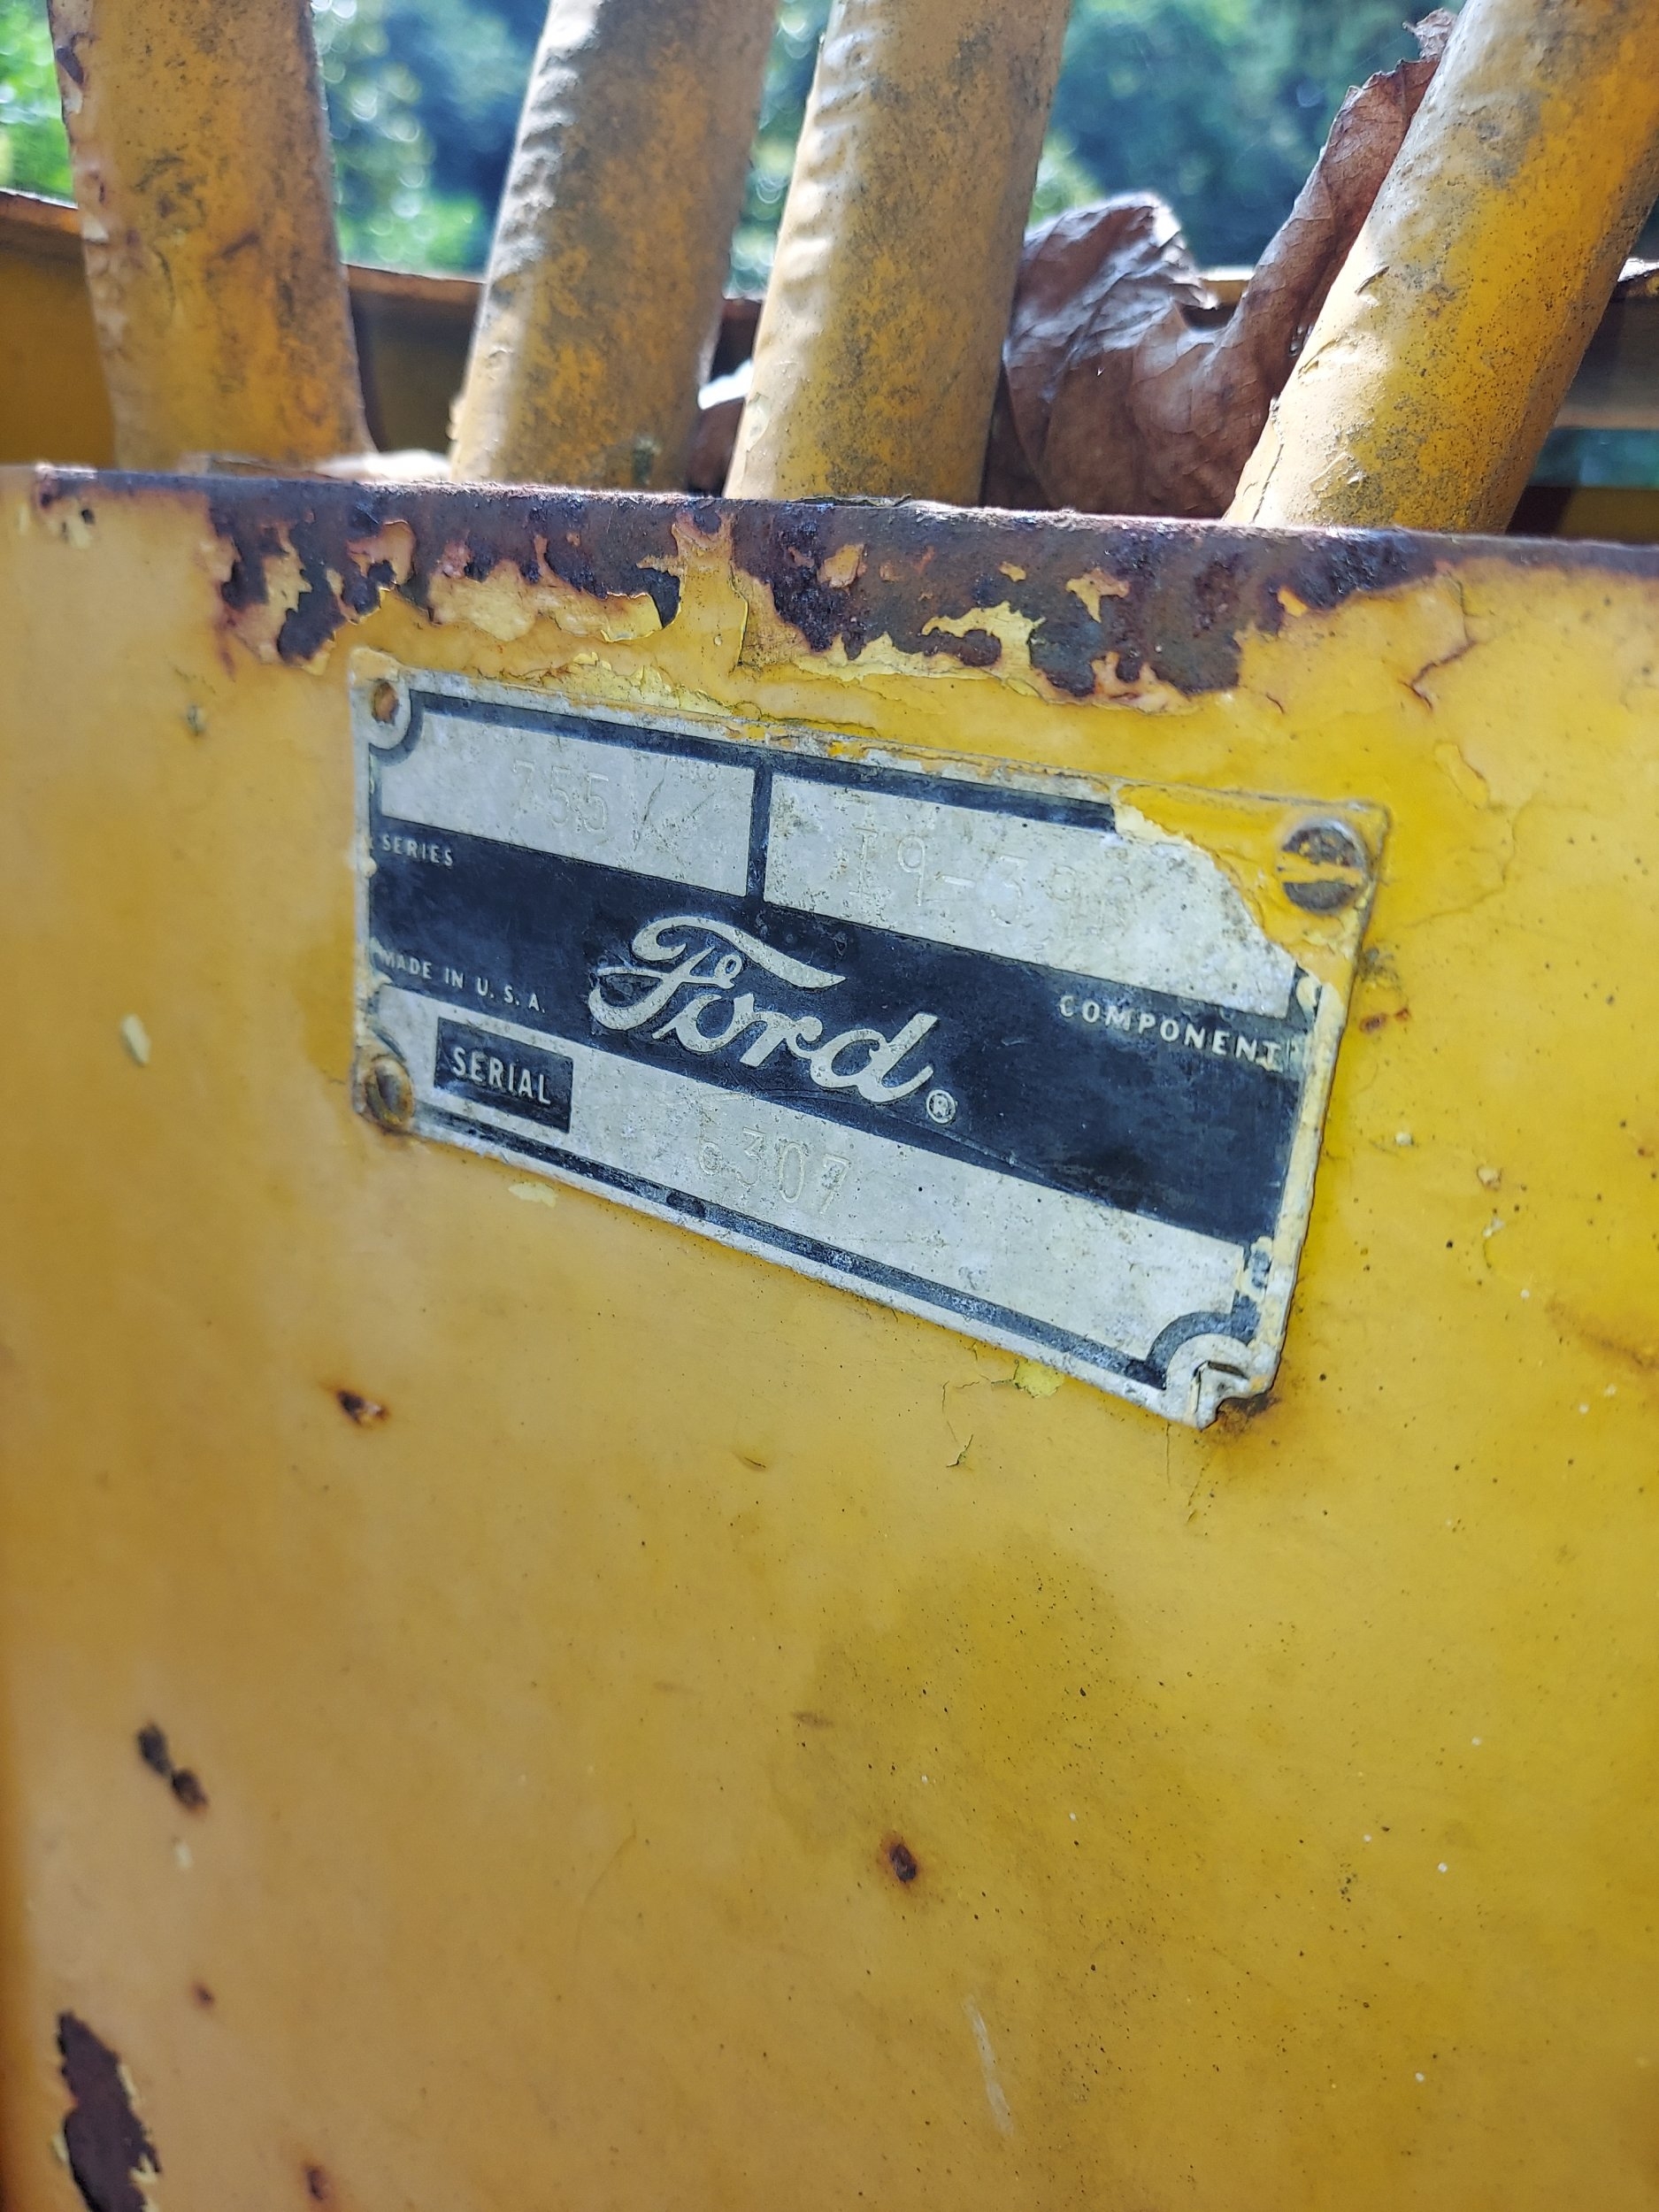 755
SERIES
COMPONENT
MADE IN U.S.A.
Ford®
SERIAL
6307